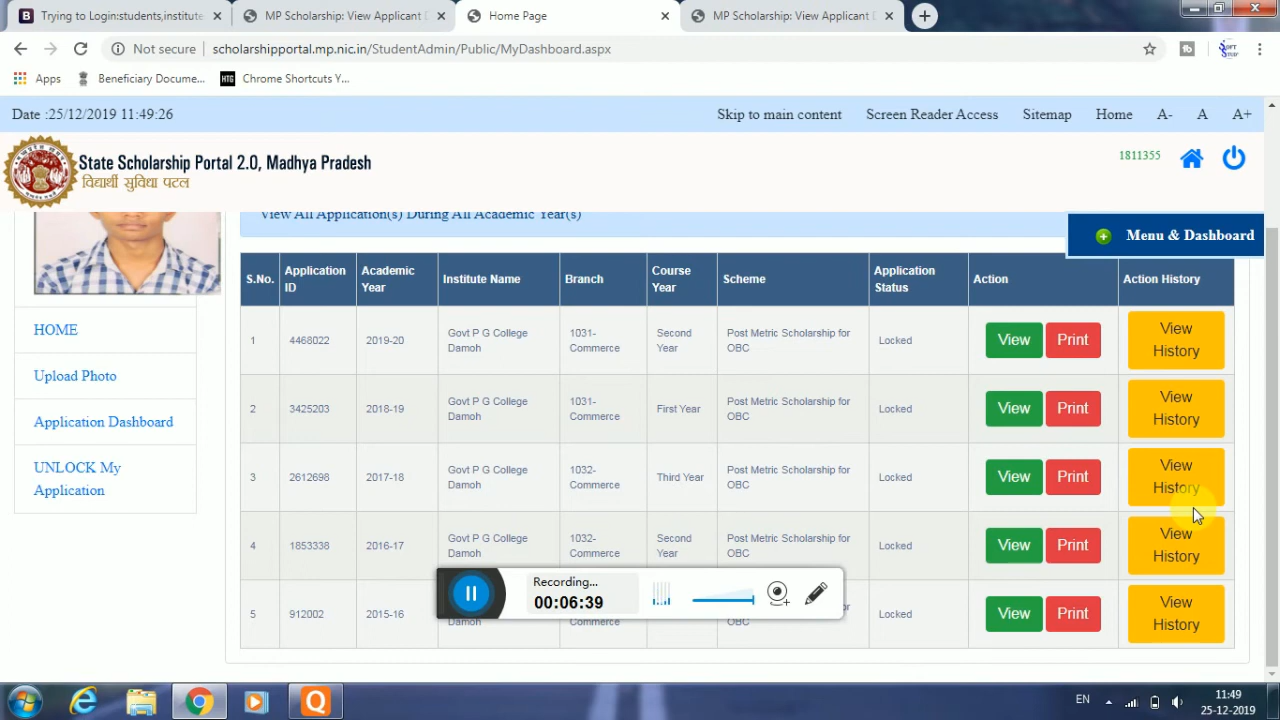 Trying to Login:students,institute
MP Scholarship: View Applicant D
Home Page
MP Scholarship: View Applicant D
Not secure
scholarshipportal.mp.nic.in/StudentAdmin/Public/MyDashboard.aspx
Apps
Beneficiary Docume...
HTG
Chrome Shortcuts Y...
Date :25/12/2019 11:49:26
Skip to main content
Screen Reader Access
Sitemap
Home
A-
A
A+
State Scholarship Portal 2.0, Madhya Pradesh
विद्यार्थी सुविधा पटल
1811355
View All Application(s) During All Academic Year(s)
Menu & Dashboard
HOME
Upload Photo
Application Dashboard
UNLOCK My
Application
S.No.
Application
ID
Academic
Year
Institute Name
Branch
Course
Year
Scheme
Application
Status
Action
Action History
1
4468022
2019-20
Govt P G College
Damoh
1031-
Commerce
Second
Year
Post Metric Scholarship for
OBC
Locked
View
Print
View
History
2
3425203
2018-19
Govt P G College
Damoh
1031-
Commerce
First Year
Post Metric Scholarship for
OBC
Locked
View
Print
View
History
3
2612698
2017-18
Govt P G College
Damoh
1032-
Commerce
Third Year
Post Metric Scholarship for
OBC
Locked
View
Print
View
History
4
1853338
2016-17
Govt P G College
Damoh
1032-
Commerce
Second
Year
Post Metric Scholarship for
OBC
Locked
View
Print
View
History
5
912002
2015-16
Damoh
Commerce
OBC
Locked
View
Print
View
History
Recording...
00:06:39
EN
11:49
25-12-2019